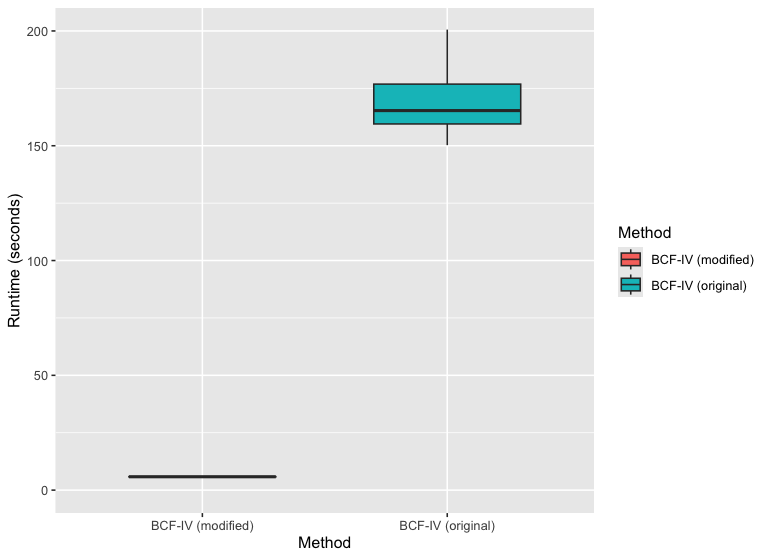 Runtime (seconds)
200
150
100
50
0
BCF-IV (modified)
BCF-IV (original)
Method
Method
BCF-IV (modified)
BCF-IV (original)